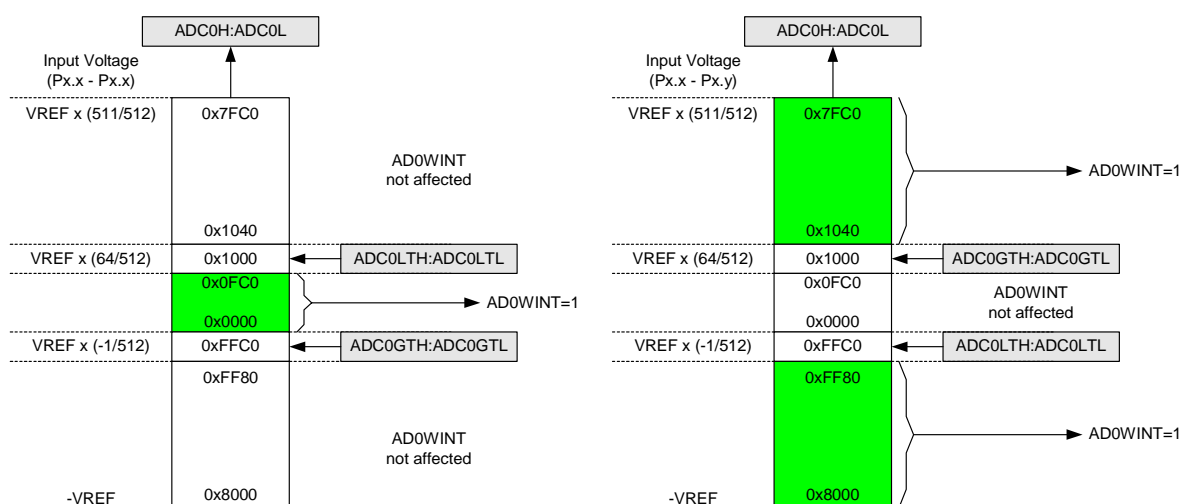 ADC0H:ADC0L
Input Voltage
(Px.x - Px.x)
VREF x (511/512)
0x7FC0
AD0WINT
not affected
0x1040
VREF x (64/512)
0x1000
ADC0LTH:ADC0LTL
0x0FC0
AD0WINT=1
0x0000
VREF x (-1/512)
0xFFC0
ADC0GTH:ADC0GTL
0xFF80
AD0WINT
not affected
-VREF
0x8000
ADC0H:ADC0L
Input Voltage
(Px.x - Px.y)
VREF x (511/512)
0x7FC0
AD0WINT=1
0x1040
VREF x (64/512)
0x1000
ADC0GTH:ADC0GTL
0x0FC0
AD0WINT
not affected
0x0000
VREF x (-1/512)
0xFFC0
ADC0LTH:ADC0LTL
0xFF80
AD0WINT=1
-VREF
0x8000